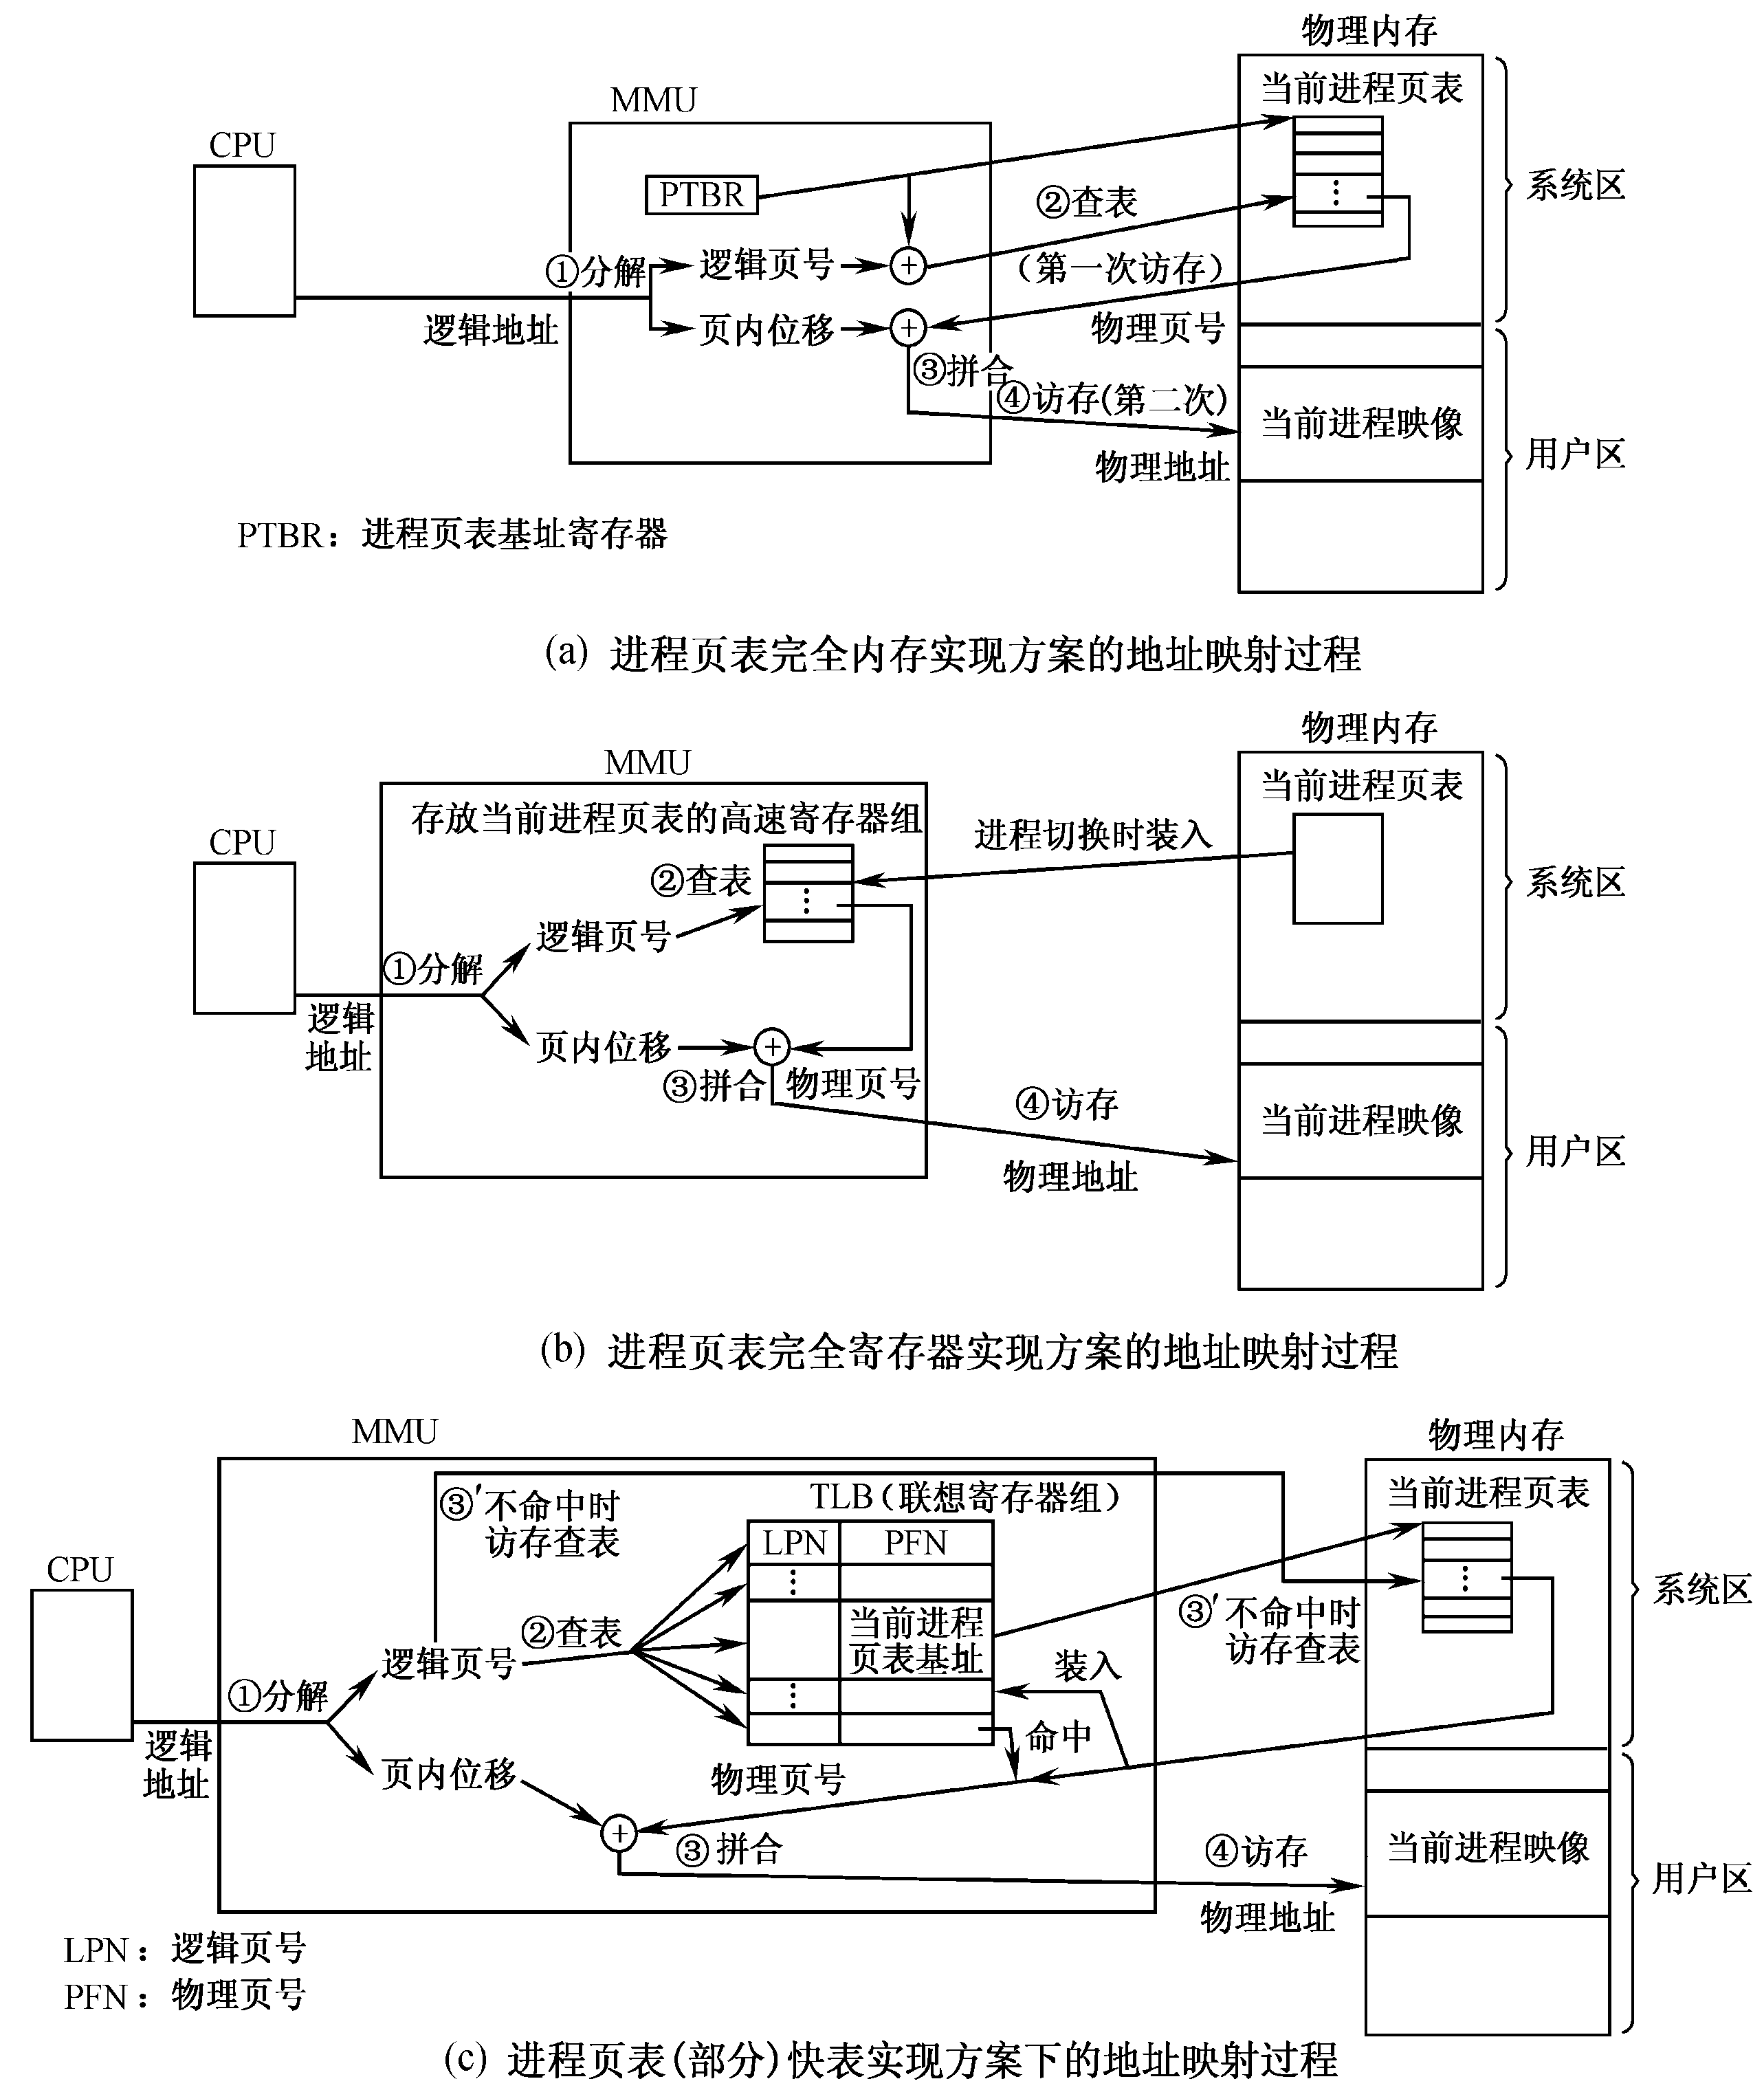 物理内存
当前进程页表
MMU
CPU
PTBR
②查表
系统区
①分解
逻辑页号
+
(第一次访存)
逻辑地址
页内位移
+
物理页号
③拼合
④访存(第二次)
当前进程映像
用户区
物理地址
PTBR：进程页表基址寄存器
(a) 进程页表完全内存实现方案的地址映射过程
物理内存
MMU
当前进程页表
存放当前进程页表的高速寄存器组
进程切换时装入
CPU
②查表
系统区
逻辑页号
①分解
逻辑
地址
页内位移
+
③拼合
物理页号
④访存
当前进程映像
用户区
物理地址
(b) 进程页表完全寄存器实现方案的地址映射过程
MMU
物理内存
TLB(联想寄存器组)
当前进程页表
③′不命中时
访存查表
LPN
PFN
CPU
系统区
②查表
当前进程
页表基址
③′不命中时
访存查表
逻辑页号
装入
①分解
命中
逻辑
地址
页内位移
物理页号
+
③拼合
④访存
当前进程映像
用户区
物理地址
LPN：逻辑页号
PFN：物理页号
(c) 进程页表(部分)快表实现方案下的地址映射过程